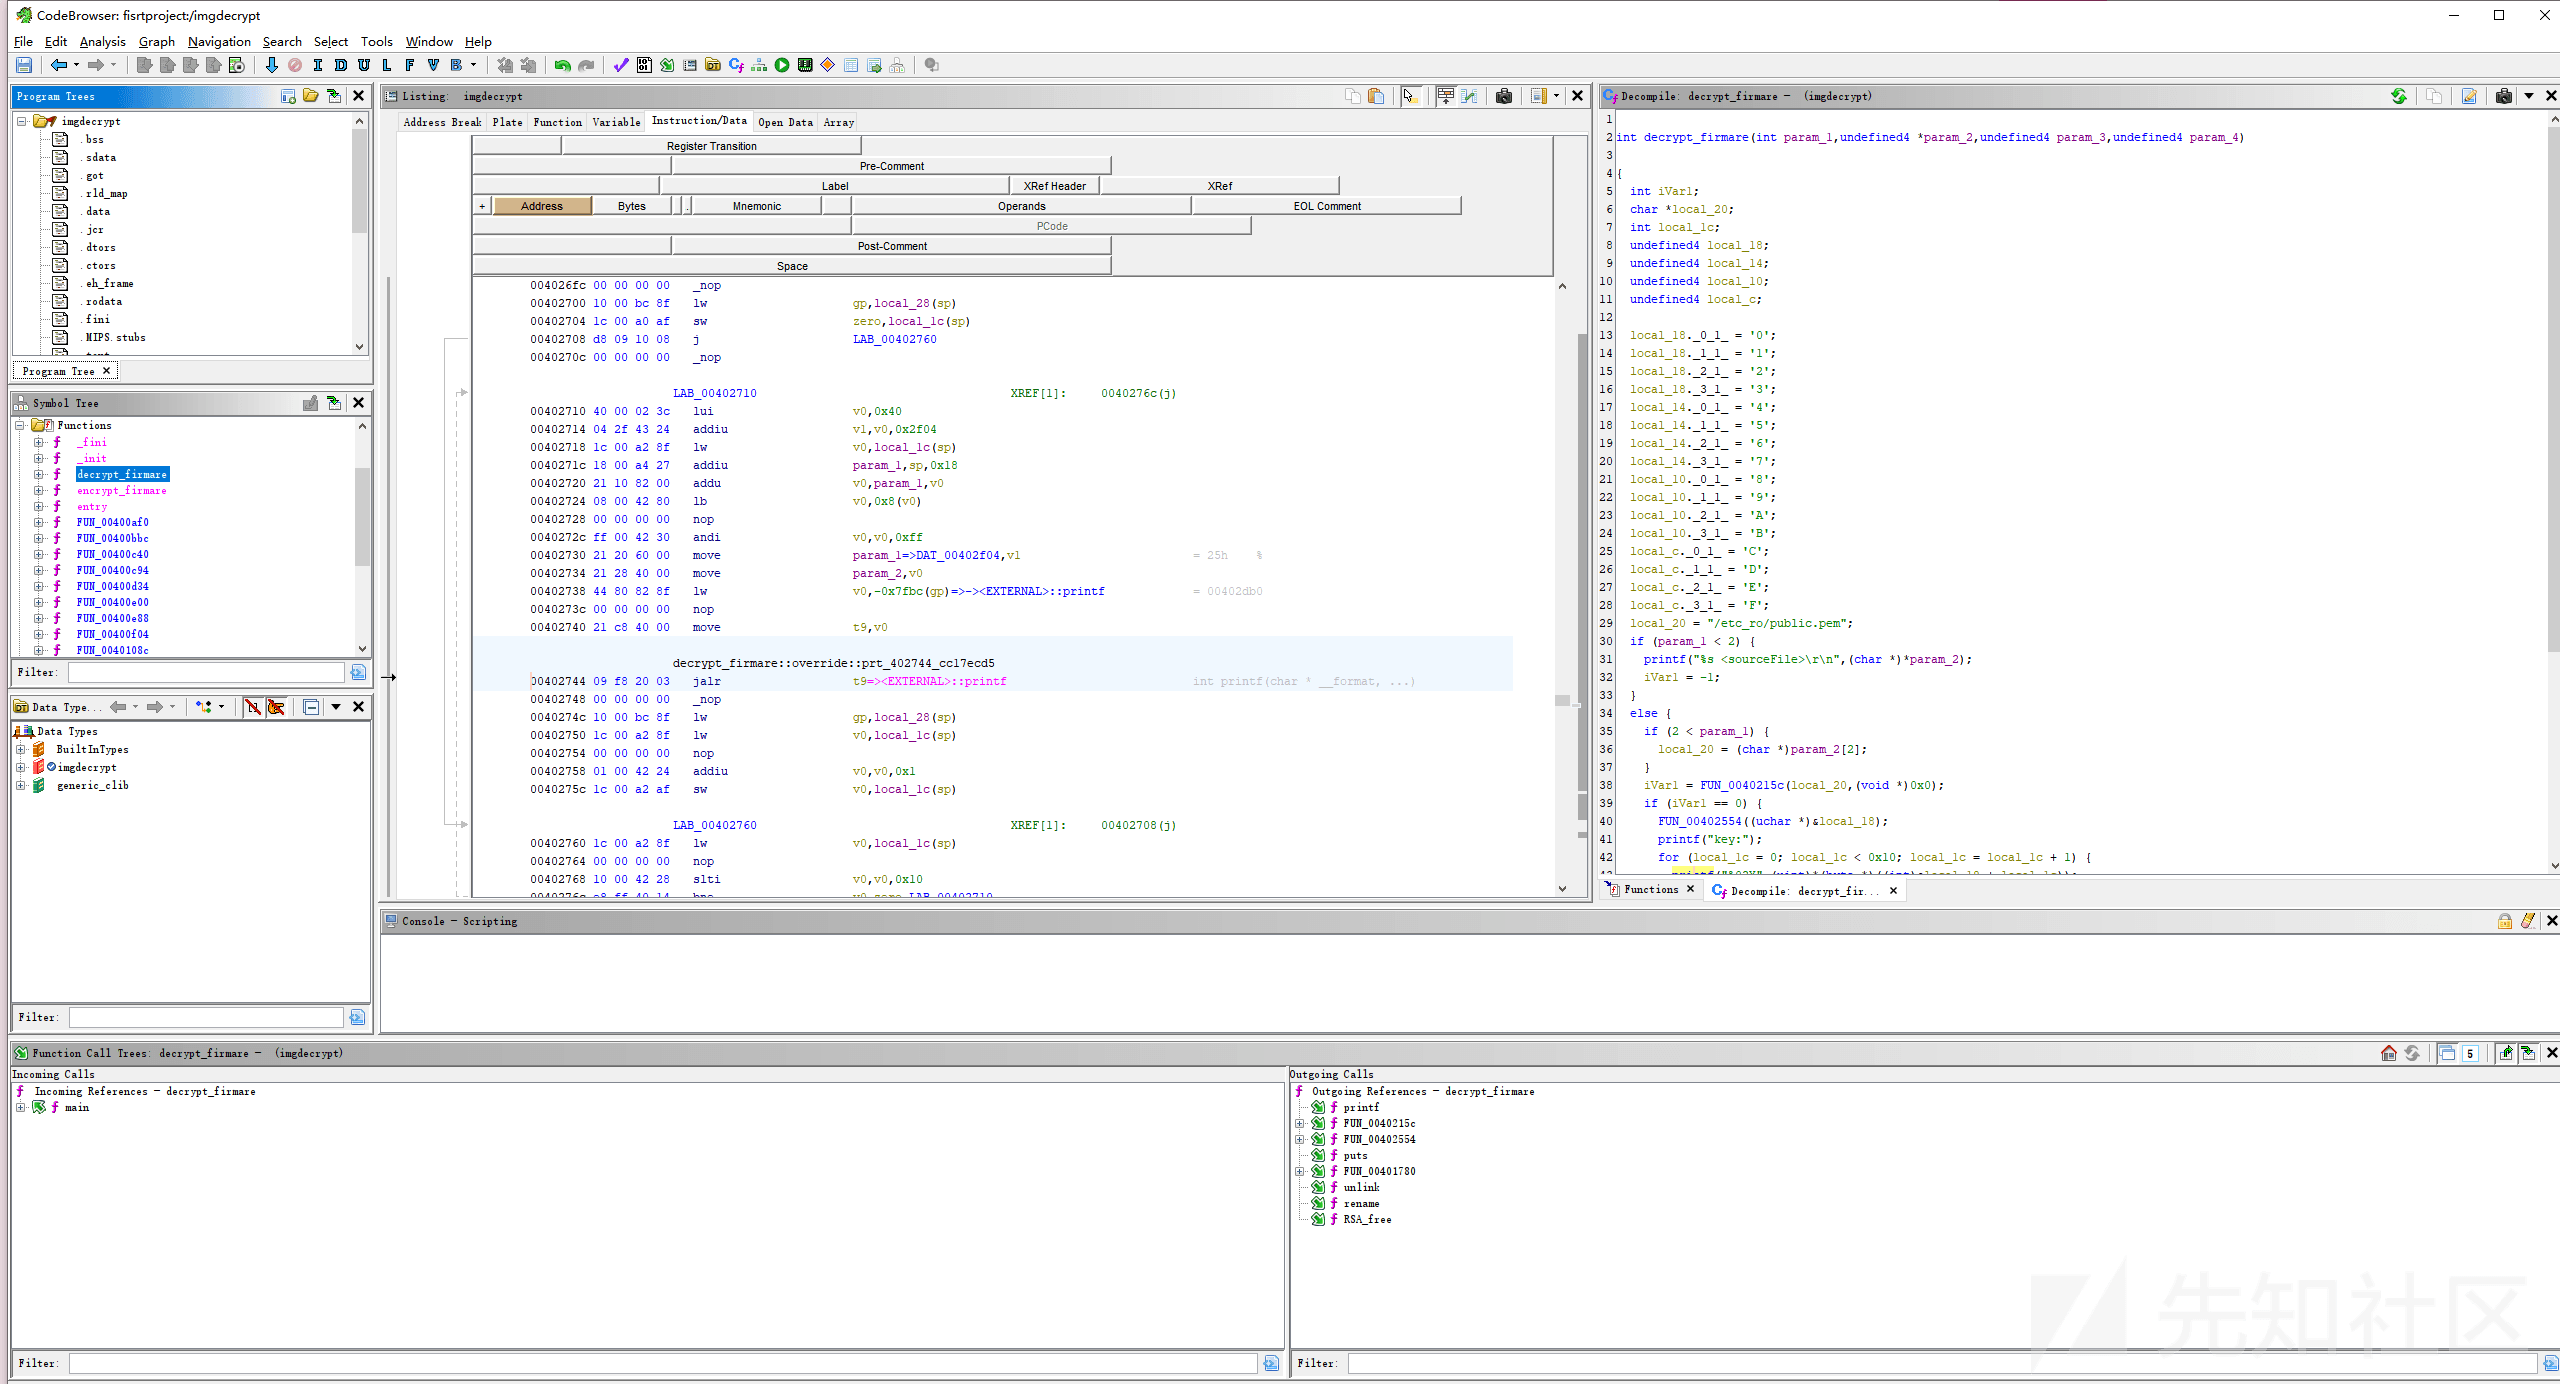 CodeBrowser: fisrtproject:/imgdecrypt
File Edit Analysis Graph Navigation Search Select Tools Window Help
I D U L F V B
Program Trees
imgdecrypt
.bss
.sdata
.got
.rld_map
.data
.jcr
.dtors
.ctors
.eh_frame
.rodata
.fini
.MIPS.stubs
Program Tree
Symbol Tree
Functions
_fini
_init
decrypt_firmare
encrypt_firmare
entry
FUN_00400af0
FUN_00400bbc
FUN_00400c40
FUN_00400c94
FUN_00400d34
FUN_00400e00
FUN_00400e88
FUN_00400f04
FUN_0040108c
Filter:
Data Type...
Data Types
BuiltInTypes
imgdecrypt
generic_clib
Filter:
Listing: imgdecrypt
Address Break Plate Function Variable Instruction/Data Open Data Array
Register Transition
Pre-Comment
Label XRef Header XRef
+ Address Bytes . Mnemonic Operands EOL Comment
PCode
Post-Comment
Space
004026fc 00 00 00 00 _nop
00402700 10 00 bc 8f lw gp,local_28(sp)
00402704 1c 00 a0 af sw zero,local_1c(sp)
00402708 d8 09 10 08 j LAB_00402760
0040270c 00 00 00 00 _nop
LAB_00402710 XREF[1]: 0040276c(j)
00402710 40 00 02 3c lui v0,0x40
00402714 04 2f 43 24 addiu v1,v0,0x2f04
00402718 1c 00 a2 8f lw v0,local_1c(sp)
0040271c 18 00 a4 27 addiu param_1,sp,0x18
00402720 21 10 82 00 addu v0,param_1,v0
00402724 08 00 42 80 lb v0,0x8(v0)
00402728 00 00 00 00 nop
0040272c ff 00 42 30 andi v0,v0,0xff
00402730 21 20 60 00 move param_1=>DAT_00402f04,v1 = 25h %
00402734 21 28 40 00 move param_2,v0
00402738 44 80 82 8f lw v0,-0x7fbc(gp)=>-><EXTERNAL>::printf = 00402db0
0040273c 00 00 00 00 nop
00402740 21 c8 40 00 move t9,v0
decrypt_firmare::override::prt_402744_cc17ecd5
00402744 09 f8 20 03 jalr t9=><EXTERNAL>::printf int printf(char * __format, ...)
00402748 00 00 00 00 _nop
0040274c 10 00 bc 8f lw gp,local_28(sp)
00402750 1c 00 a2 8f lw v0,local_1c(sp)
00402754 00 00 00 00 nop
00402758 01 00 42 24 addiu v0,v0,0x1
0040275c 1c 00 a2 af sw v0,local_1c(sp)
LAB_00402760 XREF[1]: 00402708(j)
00402760 1c 00 a2 8f lw v0,local_1c(sp)
00402764 00 00 00 00 nop
00402768 10 00 42 28 slti v0,v0,0x10
Decompile: decrypt_firmare - (imgdecrypt)
1
2 int decrypt_firmare(int param_1,undefined4 *param_2,undefined4 param_3,undefined4 param_4)
3
4 {
5 int iVar1;
6 char *local_20;
7 int local_1c;
8 undefined4 local_18;
9 undefined4 local_14;
10 undefined4 local_10;
11 undefined4 local_c;
12
13 local_18._0_1_ = '0';
14 local_18._1_1_ = '1';
15 local_18._2_1_ = '2';
16 local_18._3_1_ = '3';
17 local_14._0_1_ = '4';
18 local_14._1_1_ = '5';
19 local_14._2_1_ = '6';
20 local_14._3_1_ = '7';
21 local_10._0_1_ = '8';
22 local_10._1_1_ = '9';
23 local_10._2_1_ = 'A';
24 local_10._3_1_ = 'B';
25 local_c._0_1_ = 'C';
26 local_c._1_1_ = 'D';
27 local_c._2_1_ = 'E';
28 local_c._3_1_ = 'F';
29 local_20 = "/etc_ro/public.pem";
30 if (param_1 < 2) {
31 printf("%s <sourceFile>\r\n",(char *)*param_2);
32 iVar1 = -1;
33 }
34 else {
35 if (2 < param_1) {
36 local_20 = (char *)param_2[2];
37 }
38 iVar1 = FUN_0040215c(local_20,(void *)0x0);
39 if (iVar1 == 0) {
40 FUN_00402554((uchar *)&local_18);
41 printf("key:");
42 for (local_1c = 0; local_1c < 0x10; local_1c = local_1c + 1) {
Functions Decompile: decrypt_fir...
Console - Scripting
Function Call Trees: decrypt_firmare - (imgdecrypt)
5
Incoming Calls
Incoming References - decrypt_firmare
main
Filter:
Outgoing Calls
Outgoing References - decrypt_firmare
printf
FUN_0040215c
FUN_00402554
puts
FUN_00401780
unlink
rename
RSA_free
Filter:
先知社区